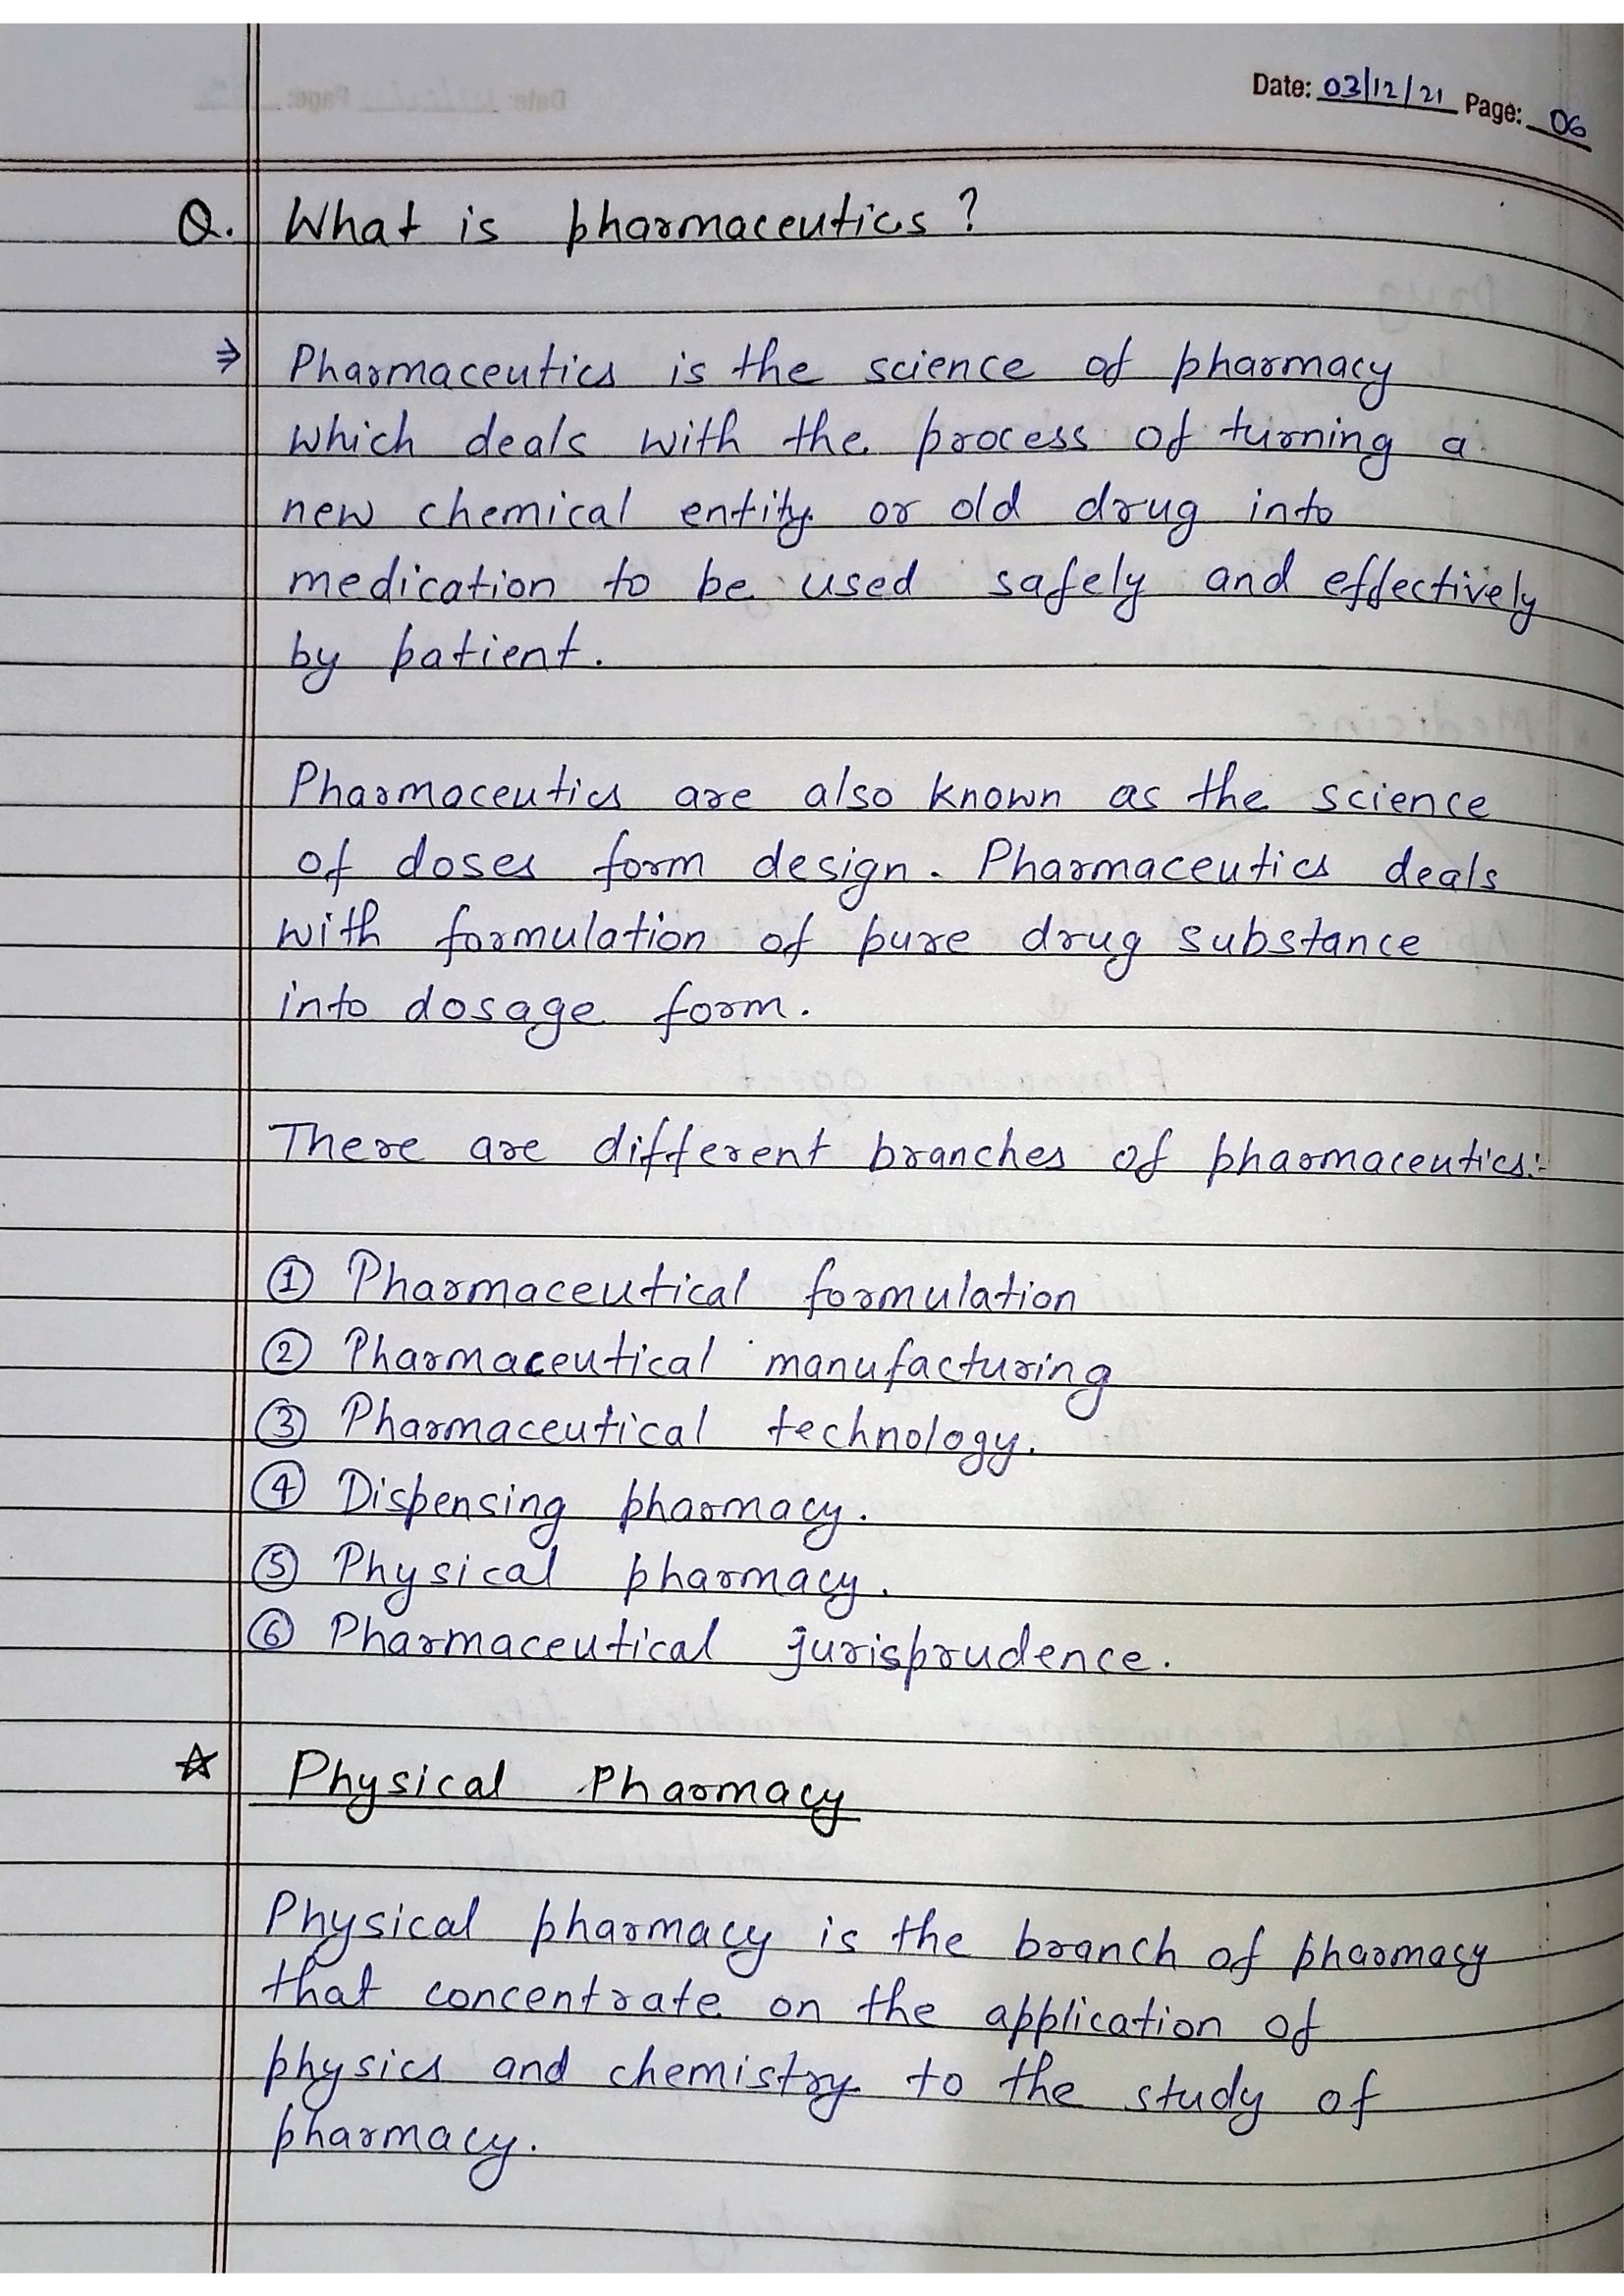 Date: 03/12/21 Page: 06
Q. What is pharmaceutics?
⇒ Pharmaceutics is the science of pharmacy
which deals with the process of turning a
new chemical entity or old drug into
medication to be used safely and effectively
by patient.
Pharmaceutics are also known as the science
of doses form design. Pharmaceutics deals
with formulation of pure drug substance
into dosage form.
There are different branches of pharmaceutics:-
① Pharmaceutical formulation
② Pharmaceutical manufacturing
③ Pharmaceutical technology.
④ Dispensing pharmacy.
⑤ Physical pharmacy.
⑥ Pharmaceutical jurisprudence.
☆ Physical Pharmacy
Physical pharmacy is the branch of pharmacy
that concentrate on the application of
physics and chemistry to the study of
pharmacy.